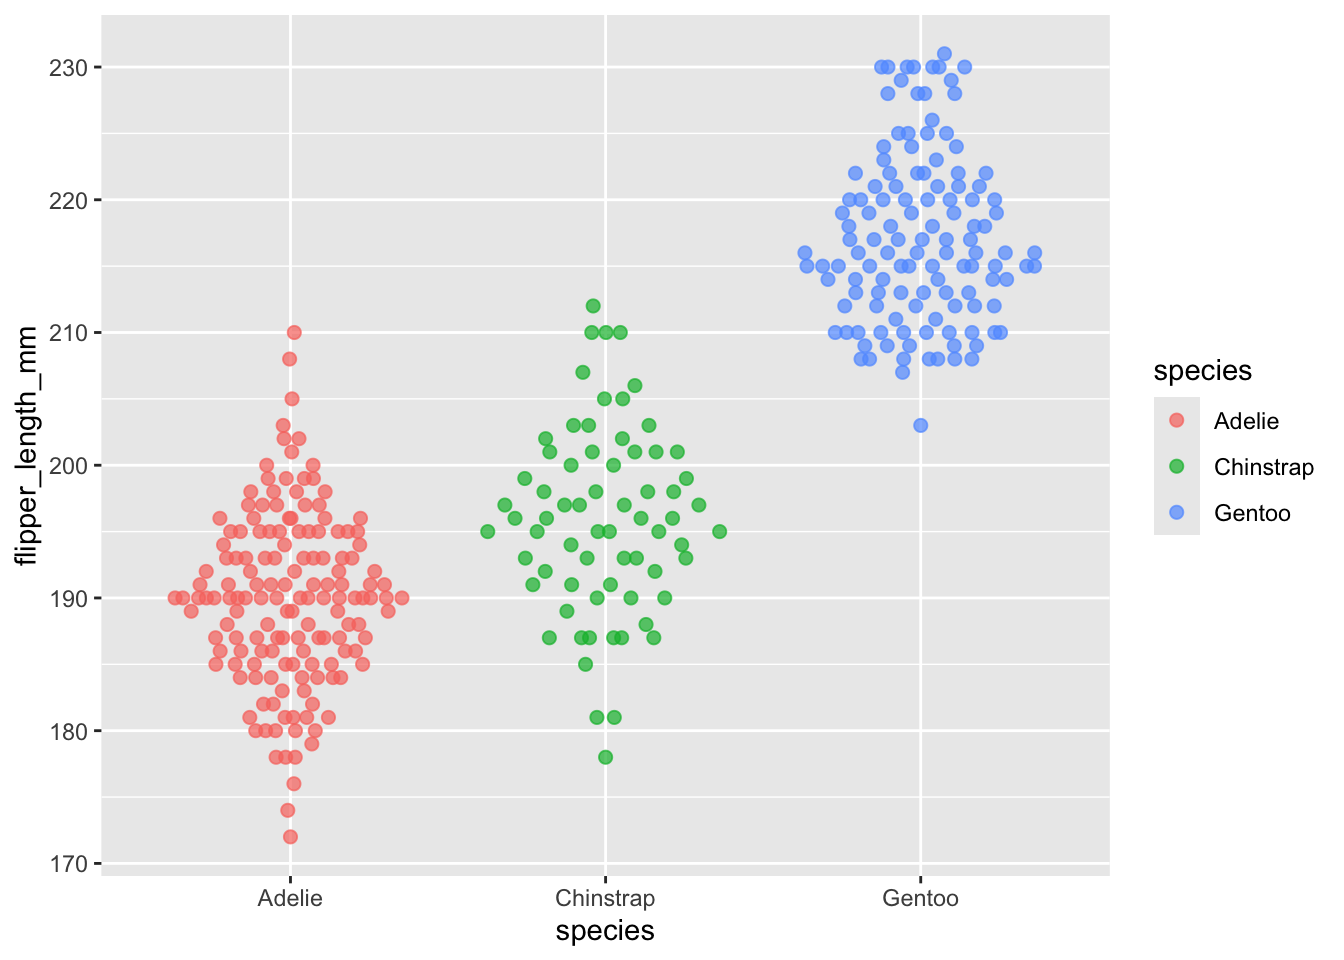 flipper_length_mm
230
220
210
200
190
180
170
Adelie
Chinstrap
Gentoo
species
species
Adelie
Chinstrap
Gentoo